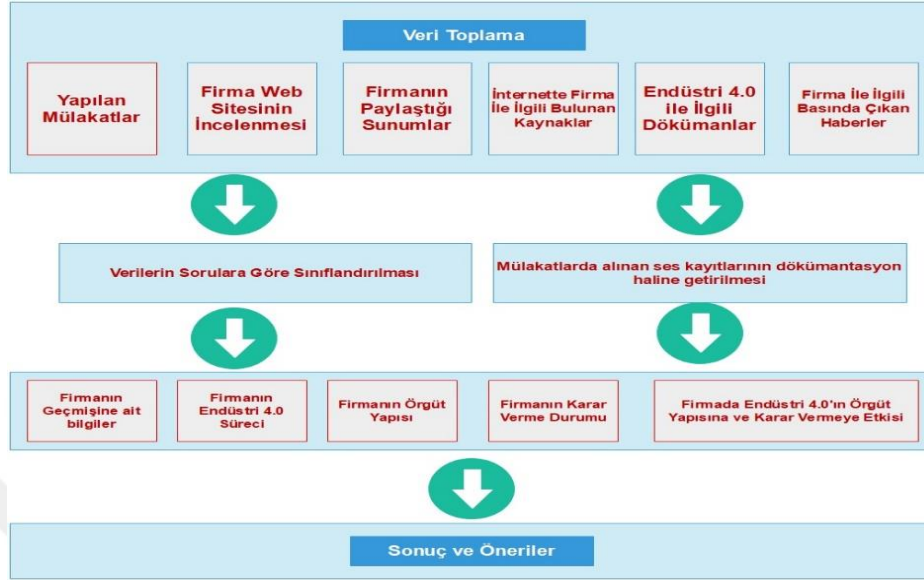 Veri Toplama
Yapılan
Mülakatlar
Firma Web
Sitesinin
İncelenmesi
Firmanın
Paylaştığı
Sunumlar
İnternette Firma
İle İlgili Bulunan
Kaynaklar
Endüstri 4.0
ile İlgili
Dökümanlar
Firma İle İlgili
Basında Çıkan
Haberler
Verilerin Sorulara Göre Sınıflandırılması
Mülakatlarda alınan ses kayıtlarının dökümantasyon
haline getirilmesi
Firmanın
Geçmişine ait
bilgiler
Firmanın
Endüstri 4.0
Süreci
Firmanın Örgüt
Yapısı
Firmanın Karar
Verme Durumu
Firmada Endüstri 4.0'ın Örgüt
Yapısına ve Karar Vermeye Etkisi
Sonuç ve Öneriler